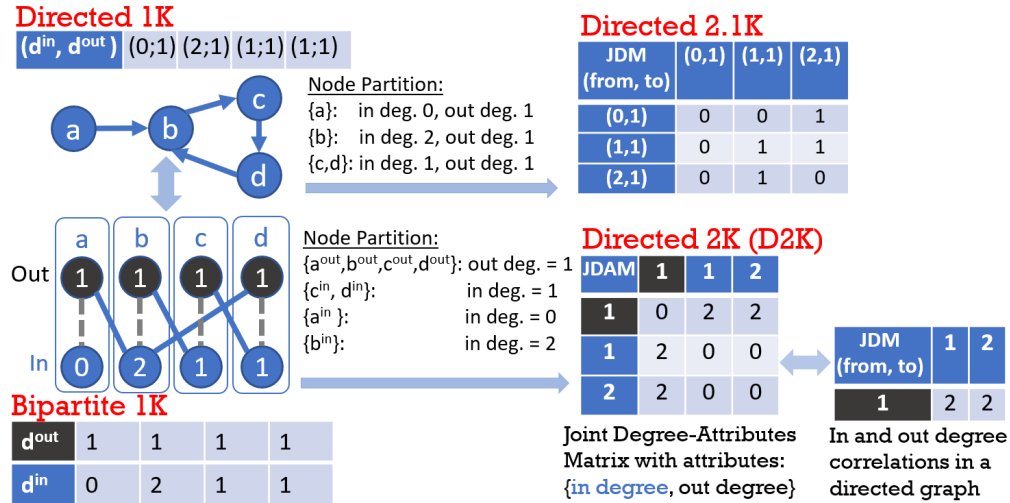 Directed 1K
(d^in, d^out ) (0;1) (2;1) (1;1) (1;1)
a b c d
Node Partition:
{a}: in deg. 0, out deg. 1
{b}: in deg. 2, out deg. 1
{c,d}: in deg. 1, out deg. 1
Directed 2.1K
JDM (0,1) (1,1) (2,1)
(from, to)
(0,1) 0 0 1
(1,1) 0 1 1
(2,1) 0 1 0
a b c d
Out 1 1 1 1
In 0 2 1 1
Node Partition:
{a^out,b^out,c^out,d^out}: out deg. = 1
{c^in, d^in}: in deg. = 1
{a^in }: in deg. = 0
{b^in}: in deg. = 2
Bipartite 1K
d^out 1 1 1 1
d^in 0 2 1 1
Directed 2K (D2K)
JDAM 1 1 2
1 0 2 2
1 2 0 0
2 2 0 0
Joint Degree-Attributes
Matrix with attributes:
{in degree, out degree}
JDM 1 2
(from, to)
1 2 2
In and out degree
correlations in a
directed graph